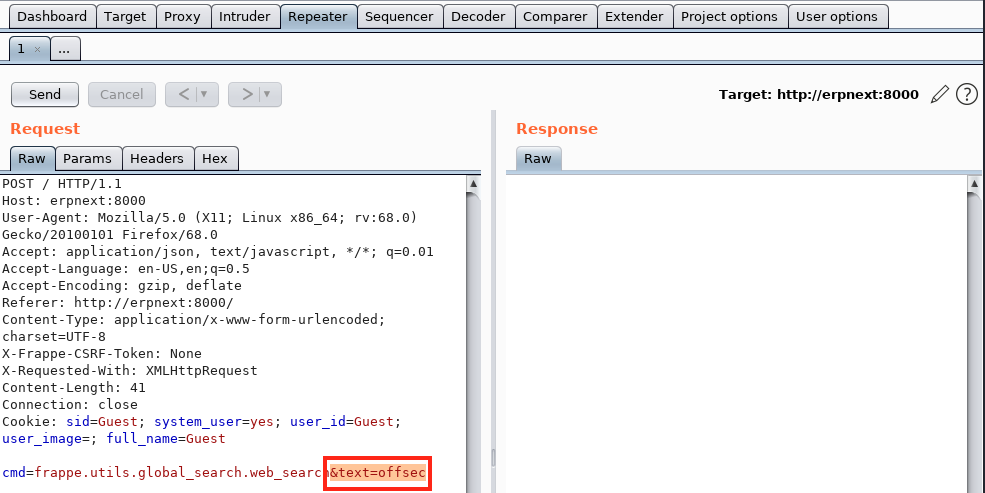 Dashboard Target Proxy Intruder Repeater Sequencer Decoder Comparer Extender Project options User options
1 × ...
Send Cancel < ▼ > ▼ Target: http://erpnext:8000 ?
Request
Raw Params Headers Hex
POST / HTTP/1.1
Host: erpnext:8000
User-Agent: Mozilla/5.0 (X11; Linux x86_64; rv:68.0)
Gecko/20100101 Firefox/68.0
Accept: application/json, text/javascript, */*; q=0.01
Accept-Language: en-US,en;q=0.5
Accept-Encoding: gzip, deflate
Referer: http://erpnext:8000/
Content-Type: application/x-www-form-urlencoded;
charset=UTF-8
X-Frappe-CSRF-Token: None
X-Requested-With: XMLHttpRequest
Content-Length: 41
Connection: close
Cookie: sid=Guest; system_user=yes; user_id=Guest;
user_image=; full_name=Guest
cmd=frappe.utils.global_search.web_search&text=offsec
Response
Raw